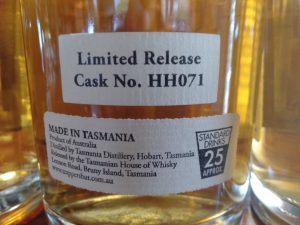 Limited Release
Cask No. HH071
MADE IN TASMANIA
Product of Australia
Distilled by Tasmania Distillery, Hobart, Tasmania
Released by the Tasmanian House of Whisky
Lennon Road, Bruny Island, Tasmania
STANDARD
DRINKS
25
APPROX.